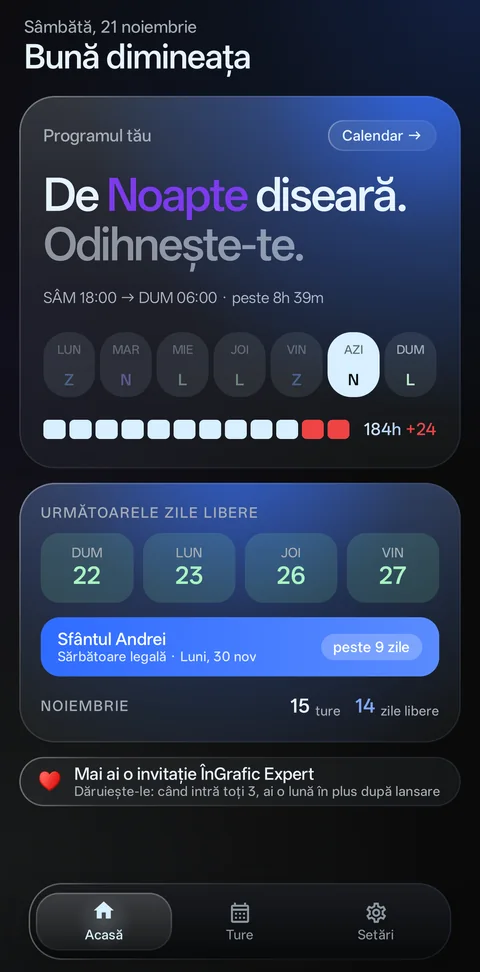 Sâmbătă, 21 noiembrie
Bună dimineața
Programul tău
Calendar →
De Noapte diseară.
Odihnește-te.
SÂM 18:00 → DUM 06:00 · peste 8h 39m
LUN MAR MIE JOI VIN AZI DUM
Z N L L Z N L
184h +24
URMĂTOARELE ZILE LIBERE
DUM LUN JOI VIN
22 23 26 27
Sfântul Andrei
Sărbătoare legală · Luni, 30 nov
peste 9 zile
NOIEMBRIE 15 ture 14 zile libere
Mai ai o invitație ÎnGrafic Expert
Dăruiește-le: când intră toți 3, ai o lună în plus după lansare
Acasă Ture Setări